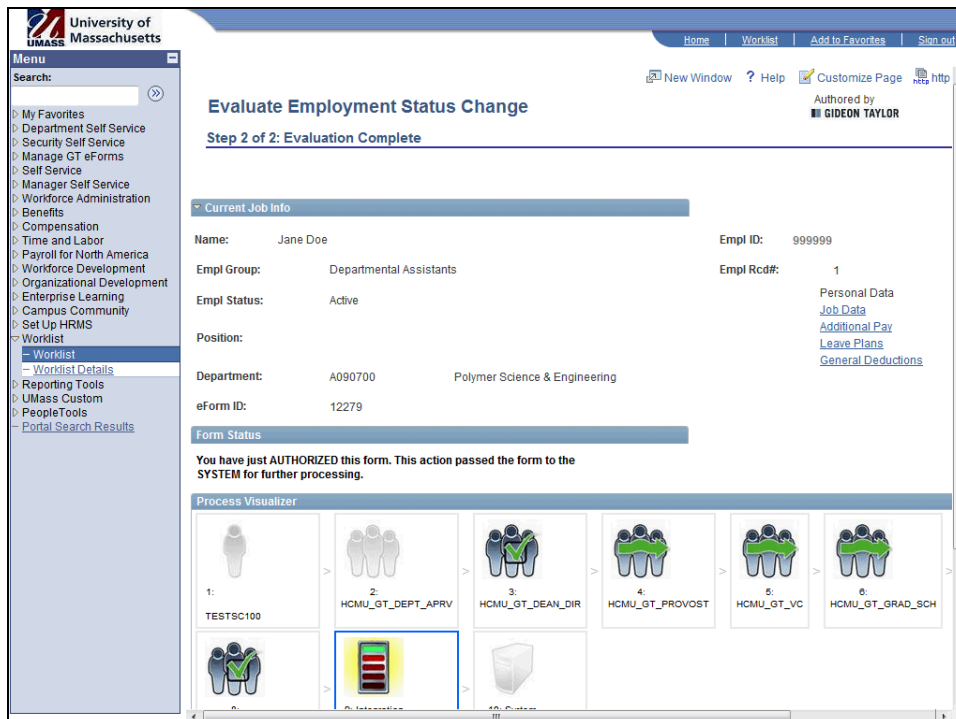 University of
UMASS Massachusetts
Home | Worklist | Add to Favorites | Sign out
Menu
Search:
New Window ? Help Customize Page http
Authored by
GIDEON TAYLOR
Evaluate Employment Status Change
Step 2 of 2: Evaluation Complete
My Favorites
Department Self Service
Security Self Service
Manage GT eForms
Self Service
Manager Self Service
Workforce Administration
Benefits
Compensation
Time and Labor
Payroll for North America
Workforce Development
Organizational Development
Enterprise Learning
Campus Community
Set Up HRMS
Worklist
– Worklist
– Worklist Details
Reporting Tools
UMass Custom
PeopleTools
– Portal Search Results
Current Job Info
Name: Jane Doe Empl ID: 999999
Empl Group: Departmental Assistants Empl Rcd#: 1
Empl Status: Active
Personal Data
Job Data
Additional Pay
Leave Plans
General Deductions
Position:
Department: A090700 Polymer Science & Engineering
eForm ID: 12279
Form Status
You have just AUTHORIZED this form. This action passed the form to the
SYSTEM for further processing.
Process Visualizer
1:
TESTSC100
>
2:
HCMU_GT_DEPT_APRV
>
3:
HCMU_GT_DEAN_DIR
>
4:
HCMU_GT_PROVOST
>
5:
HCMU_GT_VC
>
6:
HCMU_GT_GRAD_SCH
>
>
9: Integration
>
10: System